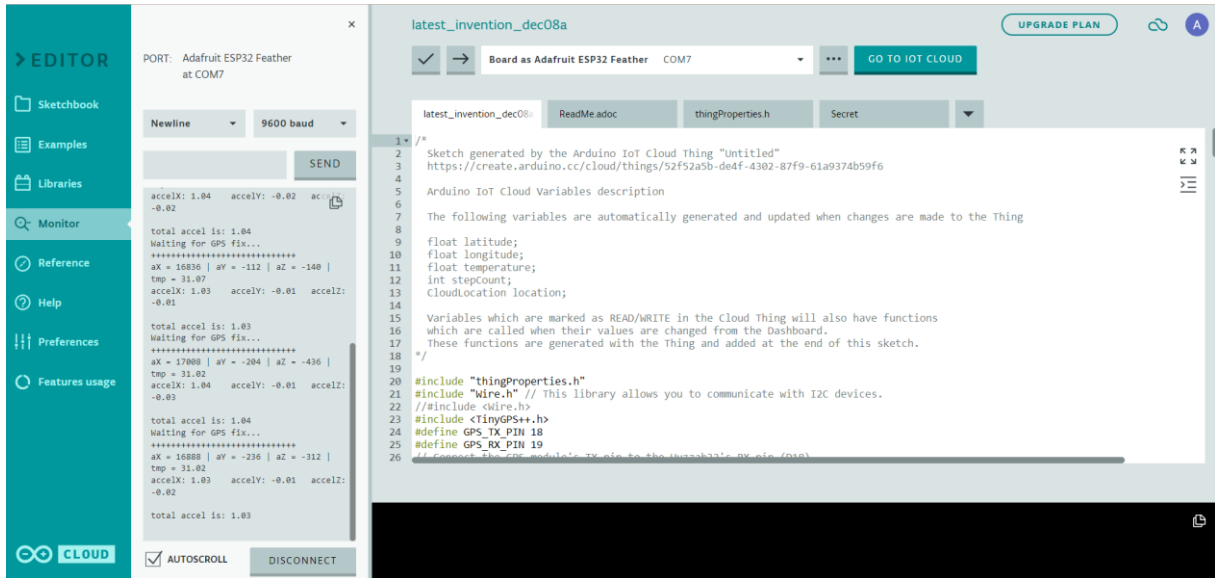 ×
EDITOR
Sketchbook
Examples
Libraries
Monitor
Reference
Help
Preferences
Features usage
CLOUD
PORT: Adafruit ESP32 Feather
at COM7
Newline
9600 baud
SEND
accelX: 1.04 accelY: -0.02
-0.02
total accel is: 1.04
Waiting for GPS fix...
++++++++++++++++++++++++++++++
aX = 16836 | aY = -112 | aZ = -140 |
tmp = 31.07
accelX: 1.03 accelY: -0.01 accelZ:
-0.01
total accel is: 1.03
Waiting for GPS fix...
++++++++++++++++++++++++++++++
aX = 17008 | aY = -204 | aZ = -436 |
tmp = 31.02
accelX: 1.04 accelY: -0.01 accelZ:
-0.03
total accel is: 1.04
Waiting for GPS fix...
++++++++++++++++++++++++++++++
aX = 16888 | aY = -236 | aZ = -312 |
tmp = 31.02
accelX: 1.03 accelY: -0.01 accelZ:
-0.02
total accel is: 1.03
AUTOSCROLL
DISCONNECT
latest_invention_dec08a
UPGRADE PLAN
A
Board as Adafruit ESP32 Feather COM7
...
GO TO IOT CLOUD
latest_invention_dec08a ReadMe.adoc thingProperties.h Secret
1 /*
2 Sketch generated by the Arduino IoT Cloud Thing "Untitled"
3 https://create.arduino.cc/cloud/things/52f52a5b-de4f-4302-87f9-61a9374b59f6
4
5 Arduino IoT Cloud Variables description
6
7 The following variables are automatically generated and updated when changes are made to the Thing
8
9 float latitude;
10 float longitude;
11 float temperature;
12 int stepCount;
13 CloudLocation location;
14
15 Variables which are marked as READ/WRITE in the Cloud Thing will also have functions
16 which are called when their values are changed from the Dashboard.
17 These functions are generated with the Thing and added at the end of this sketch.
18 */
19
20 #include "thingProperties.h"
21 #include "Wire.h" // This library allows you to communicate with I2C devices.
22 //#include <Wire.h>
23 #include <TinyGPS++.h>
24 #define GPS_TX_PIN 18
25 #define GPS_RX_PIN 19
26 // Connect the GPS module's TX pin to the Huzzah32's RX pin (D18)